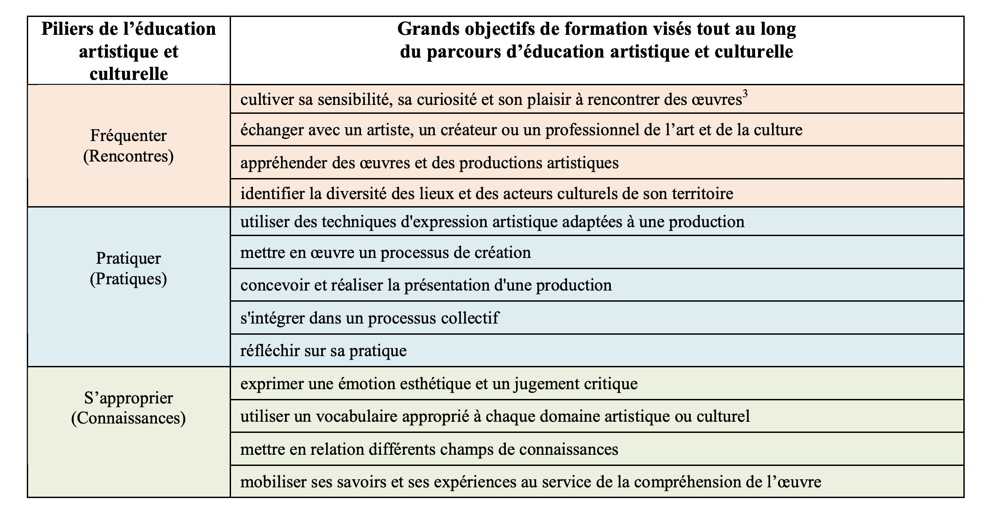 Piliers de l’éducation
artistique et
culturelle
Grands objectifs de formation visés tout au long
du parcours d’éducation artistique et culturelle
Fréquenter
(Rencontres)
cultiver sa sensibilité, sa curiosité et son plaisir à rencontrer des œuvres³
échanger avec un artiste, un créateur ou un professionnel de l’art et de la culture
appréhender des œuvres et des productions artistiques
identifier la diversité des lieux et des acteurs culturels de son territoire
Pratiquer
(Pratiques)
utiliser des techniques d'expression artistique adaptées à une production
mettre en œuvre un processus de création
concevoir et réaliser la présentation d'une production
s'intégrer dans un processus collectif
réfléchir sur sa pratique
S’approprier
(Connaissances)
exprimer une émotion esthétique et un jugement critique
utiliser un vocabulaire approprié à chaque domaine artistique ou culturel
mettre en relation différents champs de connaissances
mobiliser ses savoirs et ses expériences au service de la compréhension de l’œuvre